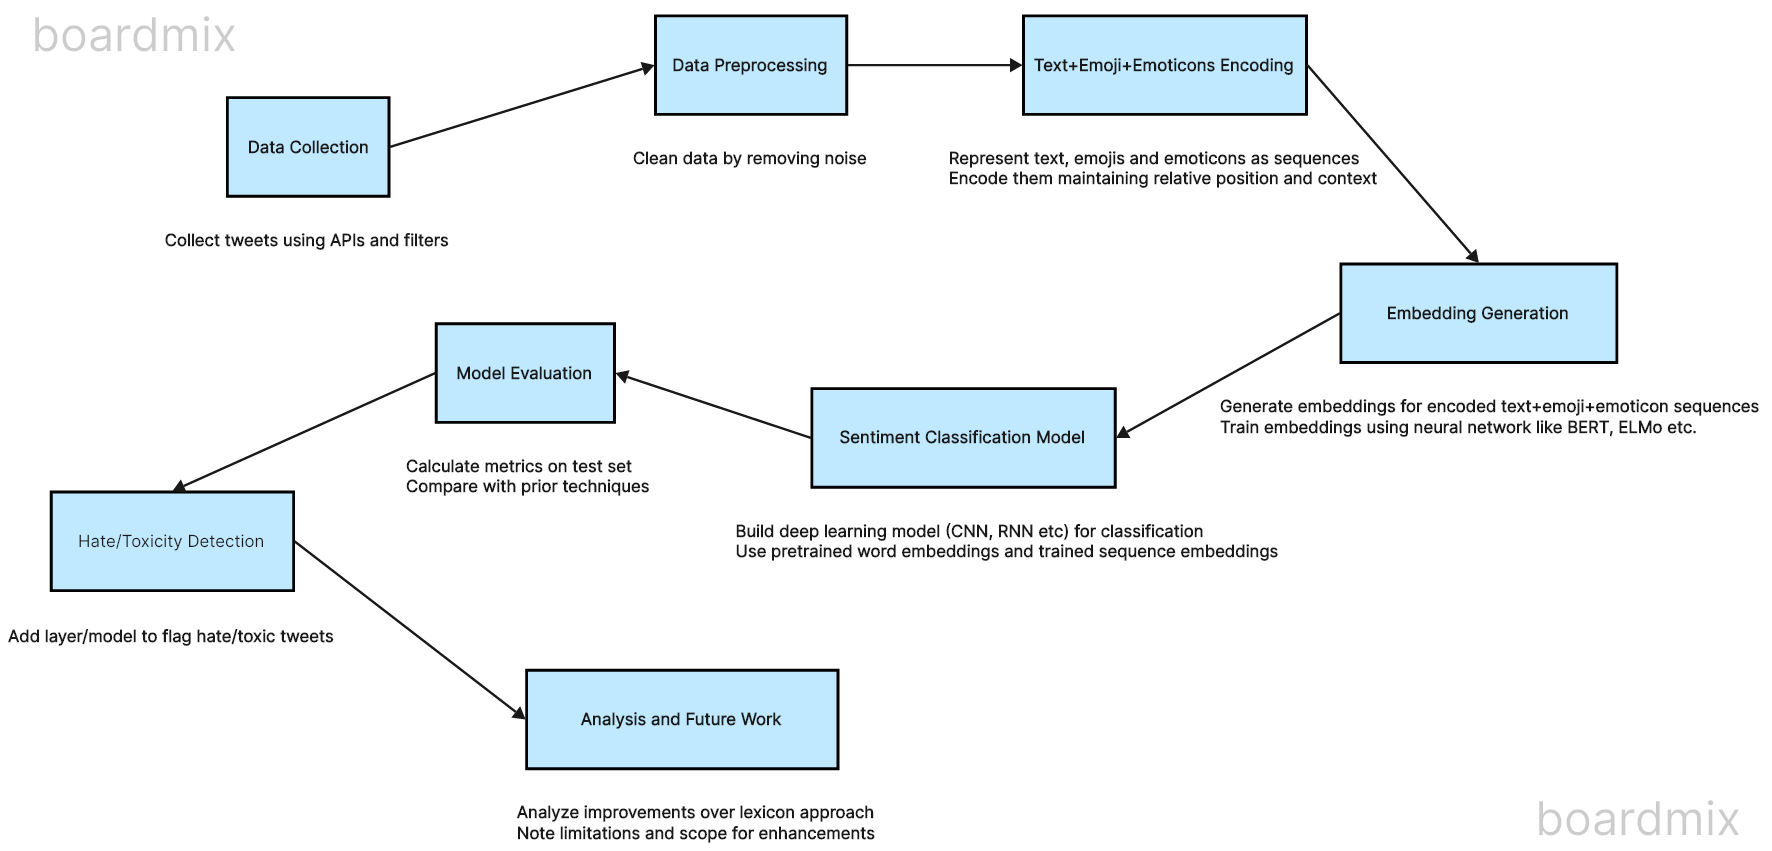 boardmix
Data Collection
Collect tweets using APIs and filters
Data Preprocessing
Clean data by removing noise
Text+Emoji+Emoticons Encoding
Represent text, emojis and emoticons as sequences
Encode them maintaining relative position and context
Embedding Generation
Generate embeddings for encoded text+emoji+emoticon sequences
Train embeddings using neural network like BERT, ELMo etc.
Sentiment Classification Model
Build deep learning model (CNN, RNN etc) for classification
Use pretrained word embeddings and trained sequence embeddings
Model Evaluation
Calculate metrics on test set
Compare with prior techniques
Hate/Toxicity Detection
Add layer/model to flag hate/toxic tweets
Analysis and Future Work
Analyze improvements over lexicon approach
Note limitations and scope for enhancements
boardmix